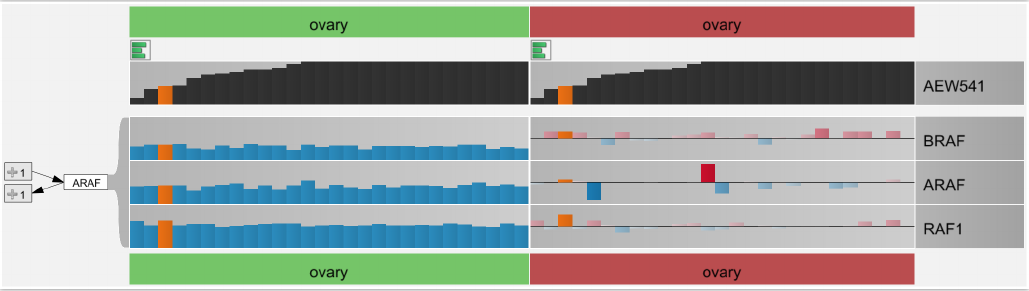 ovary ovary
AEW541
BRAF
+1
ARAF ARAF
+1
RAF1
ovary ovary